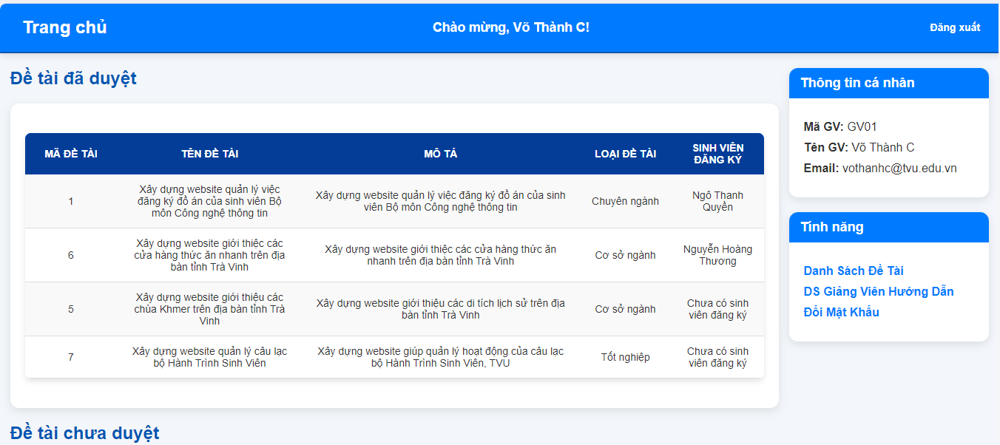 Trang chủ
Chào mừng, Võ Thành C!
Đăng xuất
Đề tài đã duyệt
MÃ ĐỀ TÀI
TÊN ĐỀ TÀI
MÔ TẢ
LOẠI ĐỀ TÀI
SINH VIÊN
ĐĂNG KÝ
1
Xây dựng website quản lý việc
đăng ký đồ án của sinh viên Bộ
môn Công nghệ thông tin
Xây dựng website quản lý việc đăng ký đồ án của sinh
viên Bộ môn Công nghệ thông tin
Chuyên ngành
Ngô Thanh
Quyền
6
Xây dựng website giới thiệc các
cửa hàng thức ăn nhanh trên địa
bàn tỉnh Trà Vinh
Xây dựng website giới thiệc các cửa hàng thức ăn
nhanh trên địa bàn tỉnh Trà Vinh
Cơ sở ngành
Nguyễn Hoàng
Thương
5
Xây dựng website giới thiệu các
chùa Khmer trên địa bàn tỉnh Trà
Vinh
Xây dựng website giới thiệu các di tích lịch sử trên địa
bàn tỉnh Trà Vinh
Cơ sở ngành
Chưa có sinh
viên đăng ký
7
Xây dựng website quản lý câu lạc
bộ Hành Trình Sinh Viên
Xây dựng website giúp quản lý hoạt động của câu lạc
bộ Hành Trình Sinh Viên, TVU
Tốt nghiệp
Chưa có sinh
viên đăng ký
Đề tài chưa duyệt
Thông tin cá nhân
Mã GV: GV01
Tên GV: Võ Thành C
Email: vothanhc@tvu.edu.vn
Tính năng
Danh Sách Đề Tài
DS Giảng Viên Hướng Dẫn
Đổi Mật Khẩu